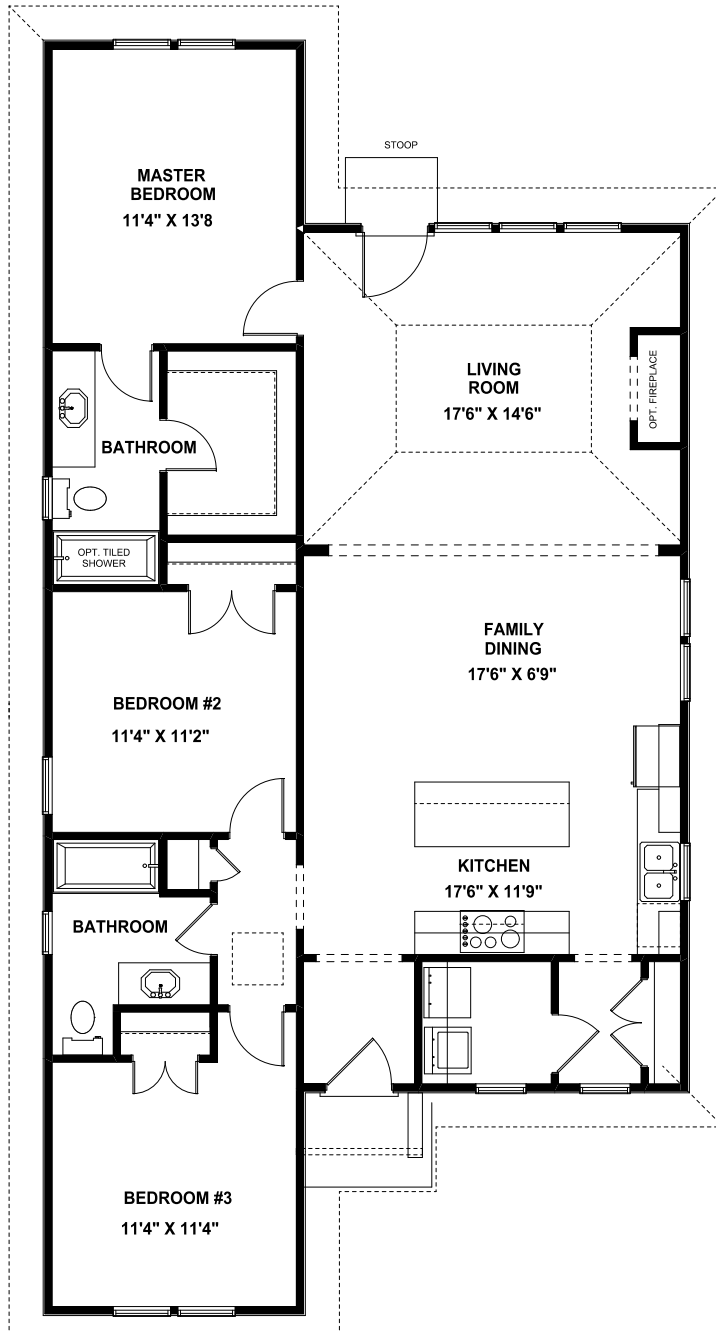 STOOP
MASTER
BEDROOM
11'4" X 13'8
LIVING
ROOM
17'6" X 14'6"
OPT. FIREPLACE
BATHROOM
OPT. TILED
SHOWER
FAMILY
DINING
17'6" X 6'9"
BEDROOM #2
11'4" X 11'2"
KITCHEN
17'6" X 11'9"
BATHROOM
BEDROOM #3
11'4" X 11'4"